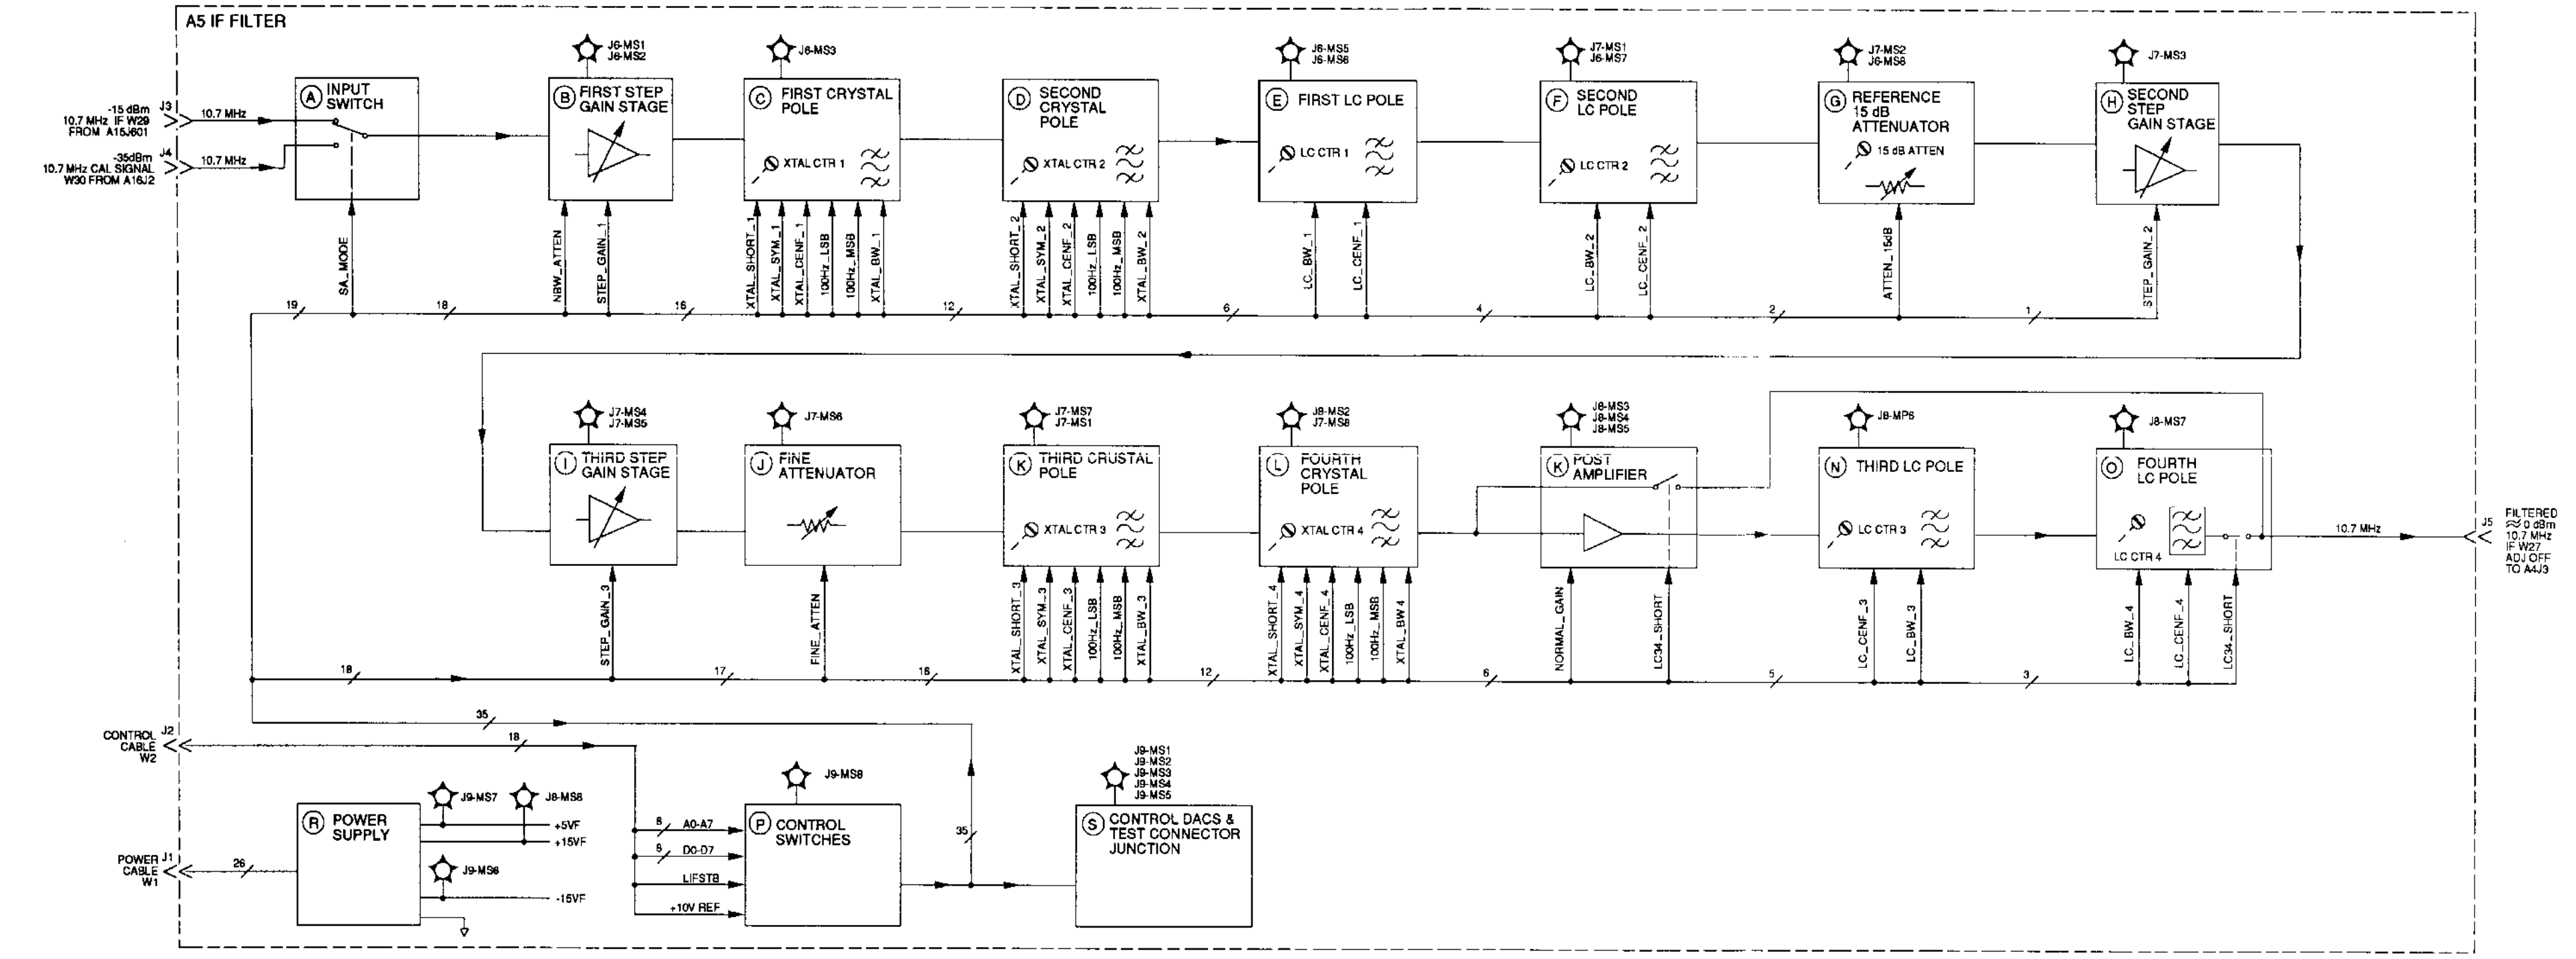 A5 IF FILTER
J6-MS1
J6-MS2
J6-MS3
J6-MS5
J6-MS6
J7-MS1
J6-MS7
J7-MS2
J6-MS8
J7-MS3
-15 dBm
10.7 MHz IF W29
FROM A15J601
J3
10.7 MHz
-35dBm
10.7 MHz CAL SIGNAL
W30 FROM A16J2
J4
10.7 MHz
A INPUT
SWITCH
B FIRST STEP
GAIN STAGE
C FIRST CRYSTAL
POLE
XTAL CTR 1
D SECOND
CRYSTAL
POLE
XTAL CTR 2
E FIRST LC POLE
LC CTR 1
F SECOND
LC POLE
LC CTR 2
G REFERENCE
15 dB
ATTENUATOR
15 dB ATTEN
H SECOND
STEP
GAIN STAGE
SA_MODE
NBW_ATTEN
STEP_GAIN_1
XTAL_SHORT_1
XTAL_SYM_1
XTAL_CENF_1
100Hz_LSB
100Hz_MSB
XTAL_BW_1
XTAL_SHORT_2
XTAL_SYM_2
XTAL_CENF_2
100Hz_LSB
100Hz_MSB
XTAL_BW_2
LC_BW_1
LC_CENF_1
LC_BW_2
LC_CENF_2
ATTEN_15dB
STEP_GAIN_2
19
18
16
12
6
4
2
1
J7-MS4
J7-MS5
J7-MS6
J7-MS7
J7-MS1
J8-MS2
J7-MS8
J8-MS3
J8-MS4
J8-MS5
J8-MP6
J8-MS7
I THIRD STEP
GAIN STAGE
J FINE
ATTENUATOR
K THIRD CRUSTAL
POLE
XTAL CTR 3
L FOURTH
CRYSTAL
POLE
XTAL CTR 4
K POST
AMPLIFIER
N THIRD LC POLE
LC CTR 3
O FOURTH
LC POLE
LC CTR 4
10.7 MHz
J5
FILTERED
≈ 0 dBm
10.7 MHz
IF W27
ADJ OFF
TO A4J3
STEP_GAIN_3
FINE_ATTEN
XTAL_SHORT_3
XTAL_SYM_3
XTAL_CENF_3
100Hz_LSB
100Hz_MSB
XTAL_BW_3
XTAL_SHORT_4
XTAL_SYM_4
XTAL_CENF_4
100Hz_LSB
100Hz_MSB
XTAL_BW 4
NORMAL_GAIN
LC34_SHORT
LC_CENF_3
LC_BW_3
LC_BW_4
LC_CENF_4
LC34_SHORT
18
17
16
12
6
5
3
35
CONTROL
CABLE
W2
J2
18
J9-MS7
J8-MS8
J9-MS8
J9-MS1
J9-MS2
J9-MS3
J9-MS4
J9-MS5
R POWER
SUPPLY
+5VF
+15VF
J9-MS6
-15VF
POWER
CABLE
W1
J1
26
8 A0-A7
D0-D7
LIFSTB
+10V REF
P CONTROL
SWITCHES
35
S CONTROL DACS &
TEST CONNECTOR
JUNCTION